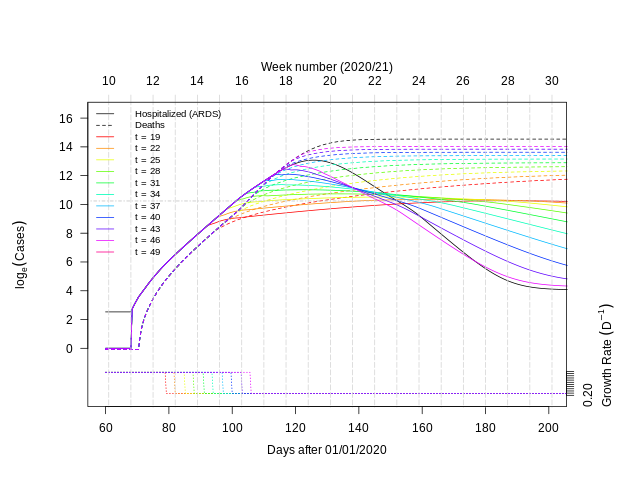 Week number (2020/21)
10 12 14 16 18 20 22 24 26 28 30
Hospitalized (ARDS)
Deaths
t = 19
t = 22
t = 25
t = 28
t = 31
t = 34
t = 37
t = 40
t = 43
t = 46
t = 49
16
14
12
10
8
6
4
2
0
logₑ(Cases)
0.20
Growth Rate (D⁻¹)
60 80 100 120 140 160 180 200
Days after 01/01/2020